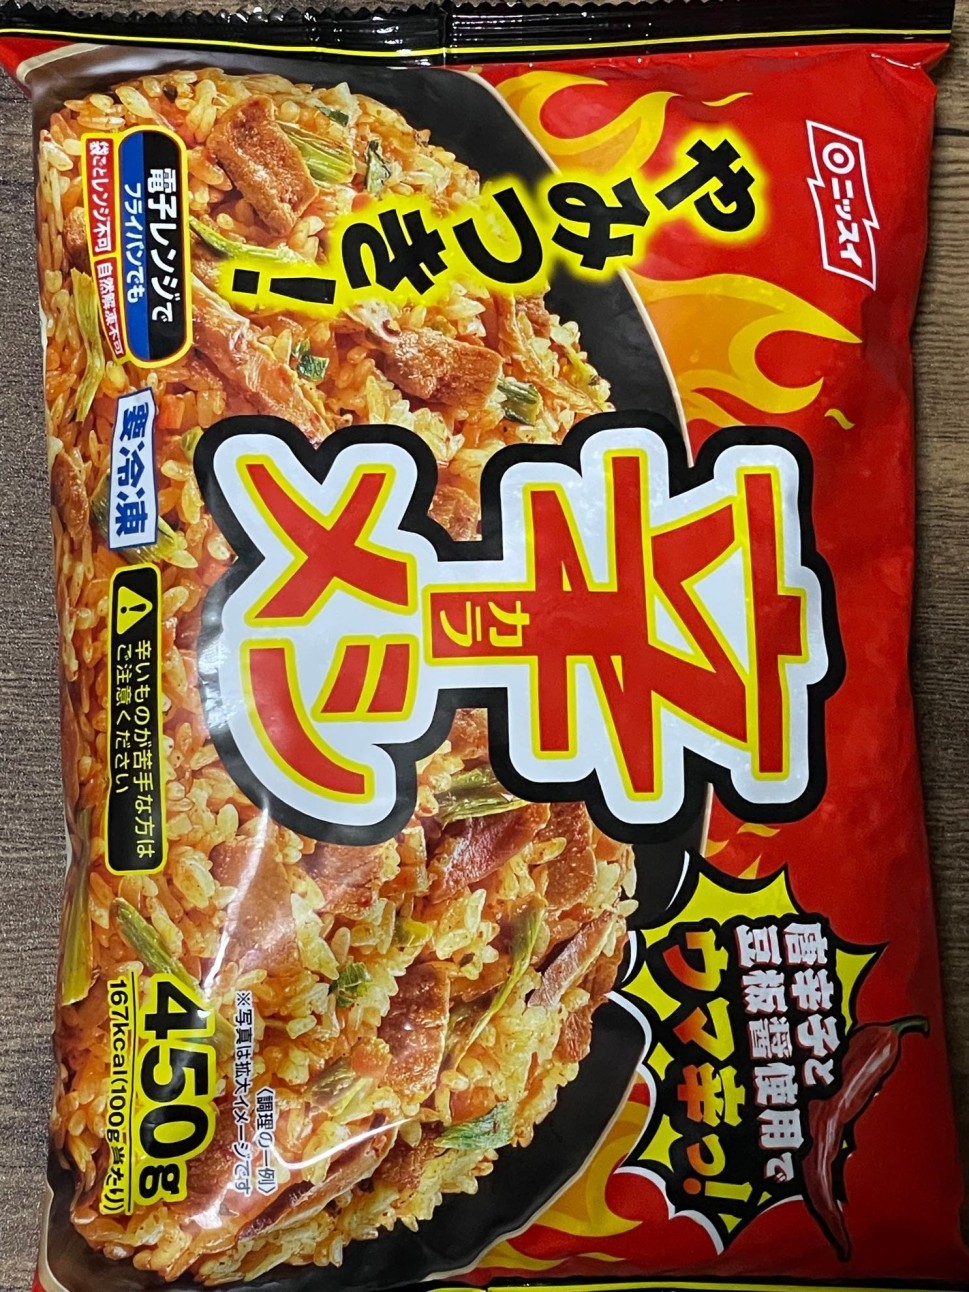 ニッスイ
やみつき!
辛メシ
カラ
唐辛子と
豆板醤使用で
ウマ辛っ!
電子レンジで
フライパンでも
袋ごとレンジ不可
自然解凍不可
要冷凍
辛いものが苦手な方は
ご注意ください
〈調理の一例〉
※写真は拡大イメージです
450g
167kcal(100g当たり)